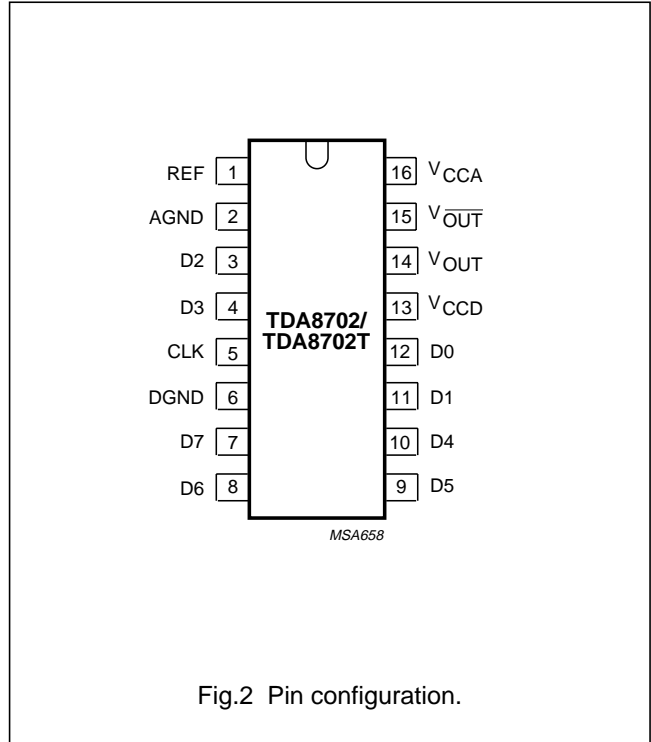 REF 1 16 VCCA
AGND 2 15 V\overline{OUT}
D2 3 14 VOUT
D3 4 13 VCCD
TDA8702/
TDA8702T
CLK 5 12 D0
DGND 6 11 D1
D7 7 10 D4
D6 8 9 D5
MSA658
Fig.2 Pin configuration.